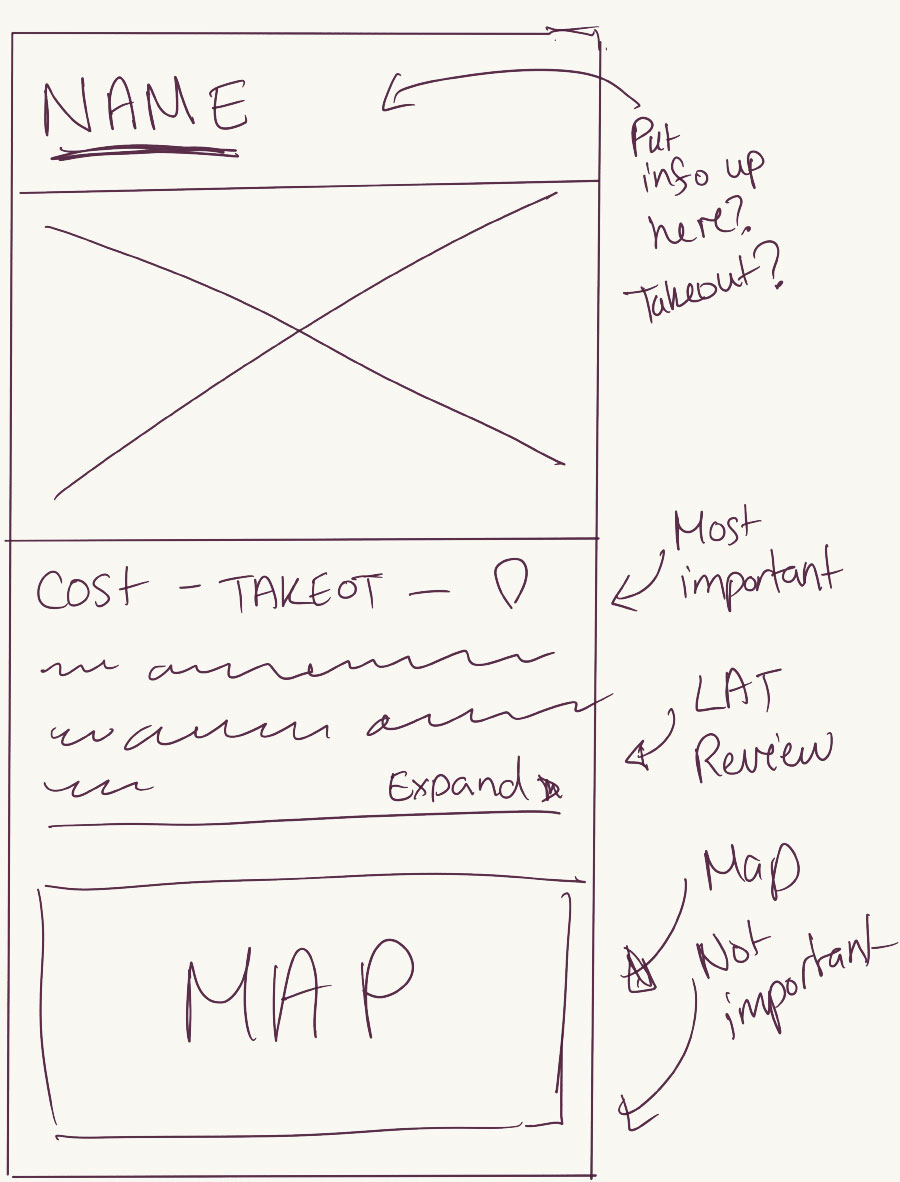 NAME
Put
info up
here?
Takeout?
Most
important
COST - TAKEOT -
LAT
Review
Expand
Map
Not
important
MAP